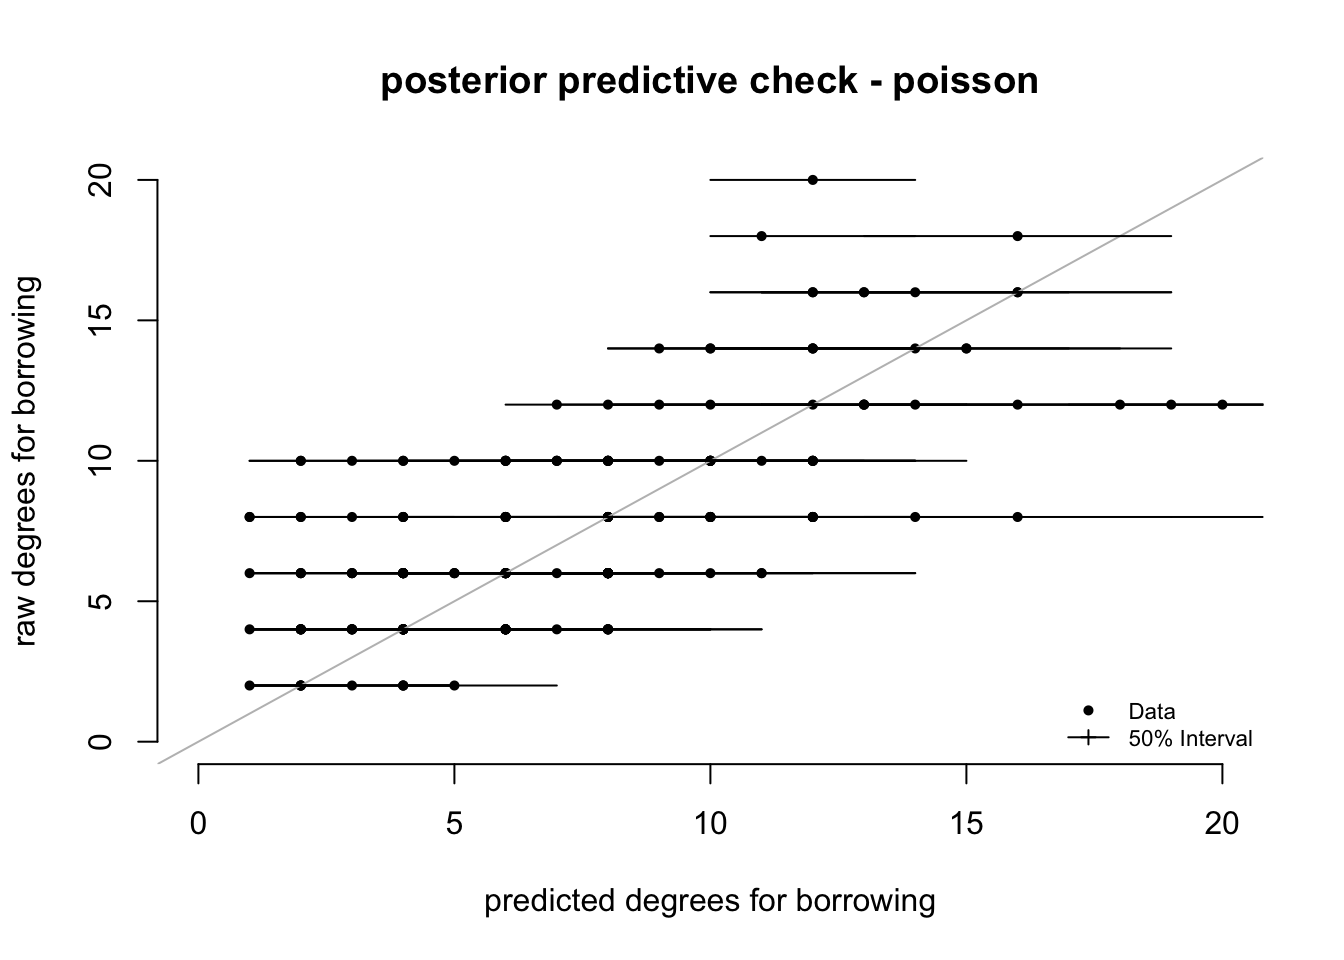 posterior predictive check - poisson
raw degrees for borrowing
20
15
10
5
0
Data
50% Interval
0 5 10 15 20
predicted degrees for borrowing